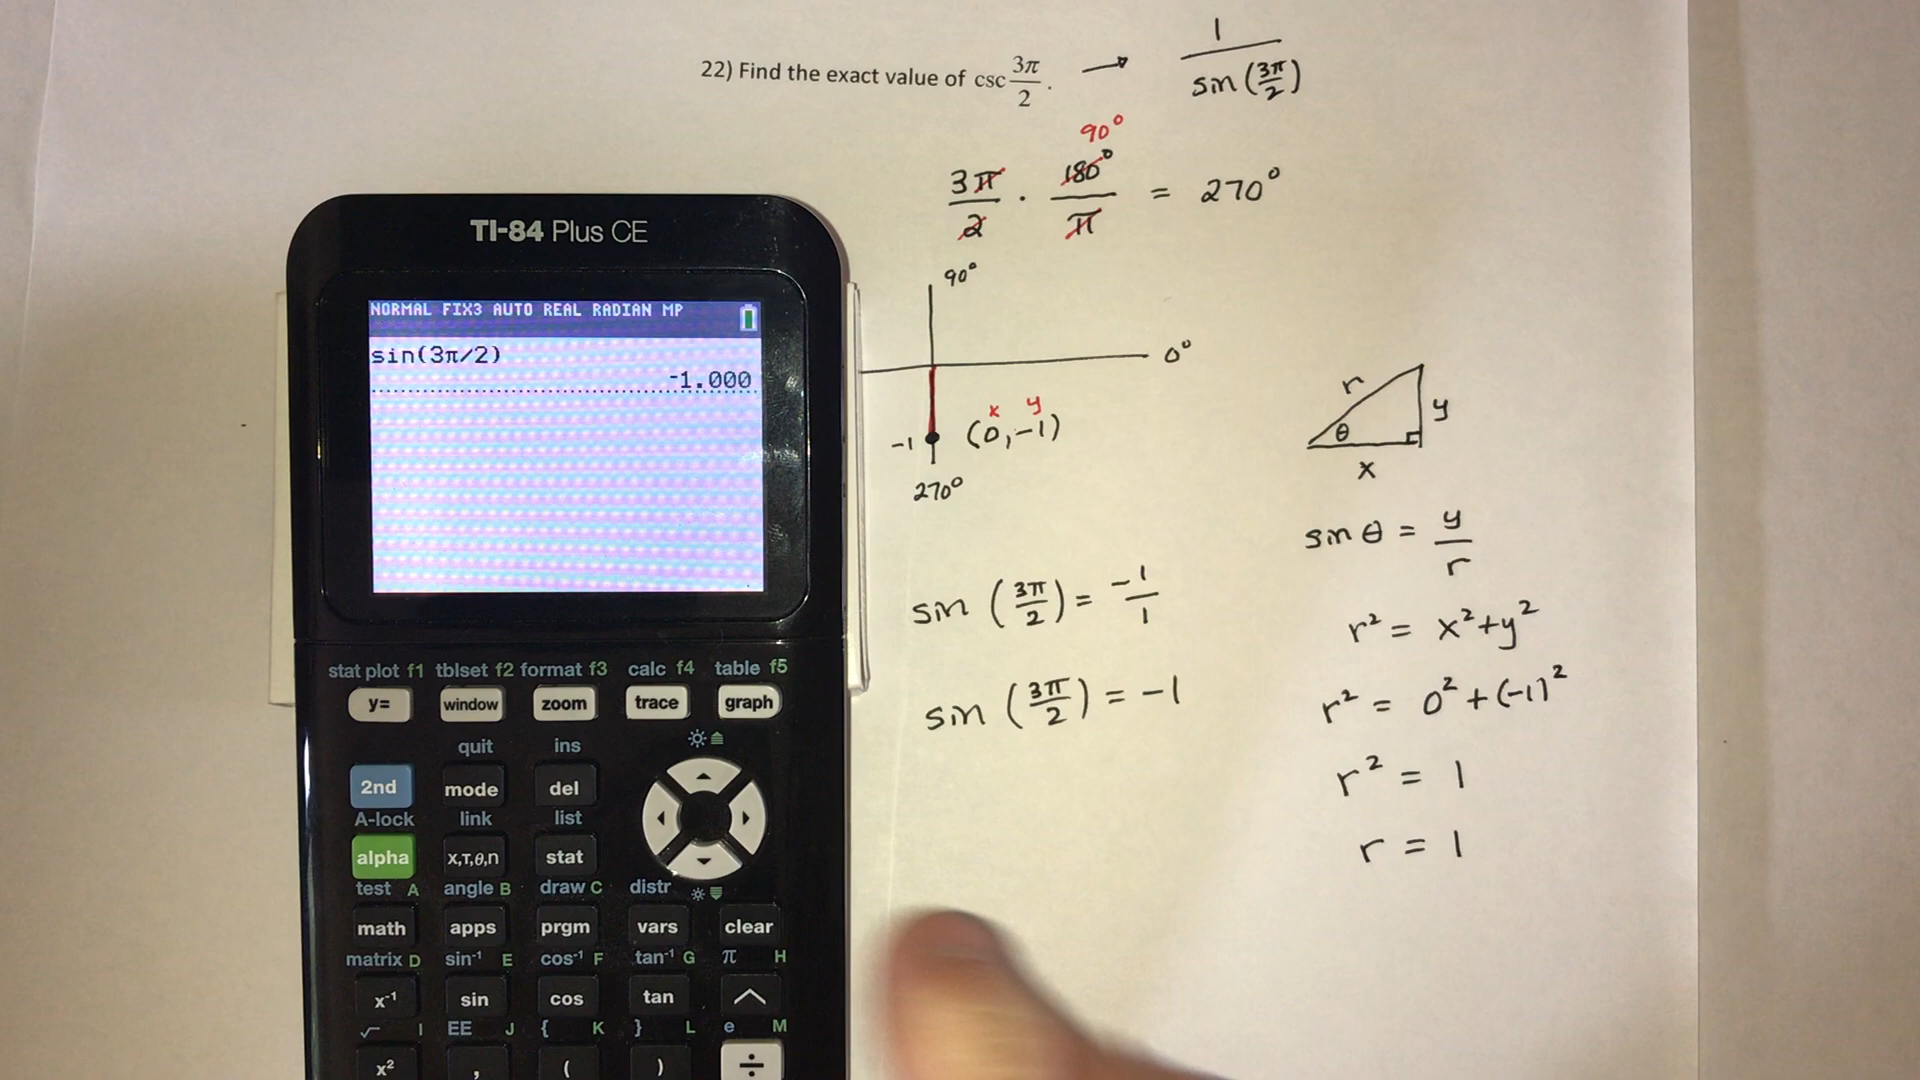 22) Find the exact value of csc 3π/2 . → 1/sin(3π/2)
90°
3π/2 · 180°/π = 270°
90°
0°
x y
-1 (0,-1)
270°
sin(3π/2) = -1/1
sin(3π/2) = -1
r
y
θ
x
sin θ = y/r
r² = x²+y²
r² = 0²+(-1)²
r² = 1
r = 1
TI-84 Plus CE
NORMAL FIX3 AUTO REAL RADIAN MP
sin(3π/2)
-1.000
stat plot f1 tblset f2 format f3 calc f4 table f5
y= window zoom trace graph
quit ins
2nd mode del
A-lock link list
alpha X,T,θ,n stat
test A angle B draw C distr
math apps prgm vars clear
matrix D sin⁻¹ E cos⁻¹ F tan⁻¹ G π H
x⁻¹ sin cos tan ^
√ I EE J { K } L e M
x² , ( ) ÷